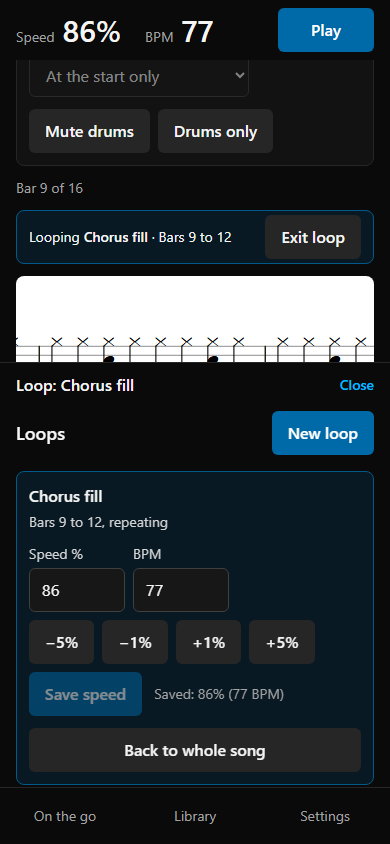 Speed 86% BPM 77 Play
At the start only
Mute drums Drums only
Bar 9 of 16
Looping Chorus fill · Bars 9 to 12 Exit loop
Loop: Chorus fill Close
Loops New loop
Chorus fill
Bars 9 to 12, repeating
Speed % BPM
86 77
−5% −1% +1% +5%
Save speed Saved: 86% (77 BPM)
Back to whole song
On the go Library Settings